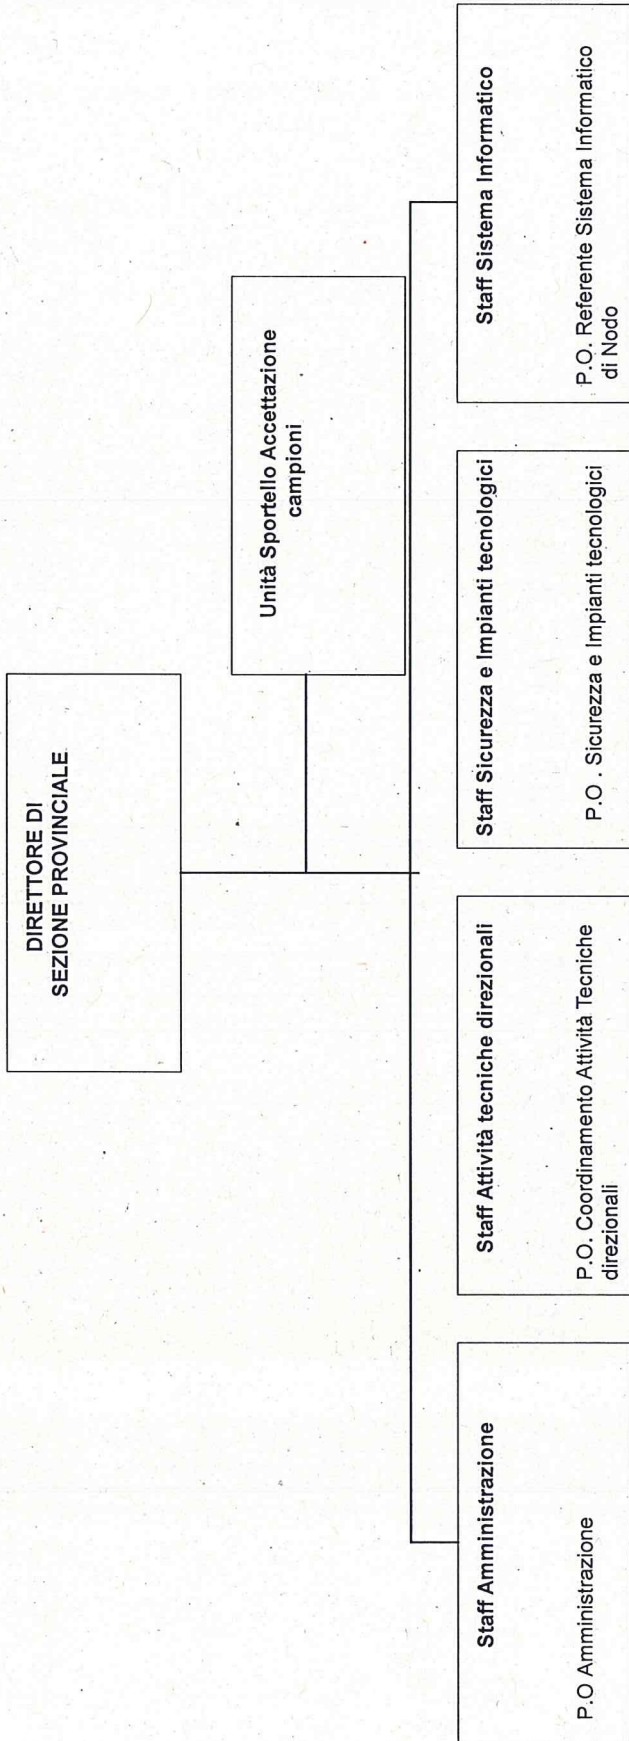 DIRETTORE DI
SEZIONE PROVINCIALE
Unità Sportello Accettazione
campioni
Staff Amministrazione
P.O Amministrazione
Staff Attività tecniche direzionali
P.O. Coordinamento Attività Tecniche
direzionali
Staff Sicurezza e Impianti tecnologici
P.O . Sicurezza e Impianti tecnologici
Staff Sistema Informatico
P.O. Referente Sistema Informatico
di Nodo